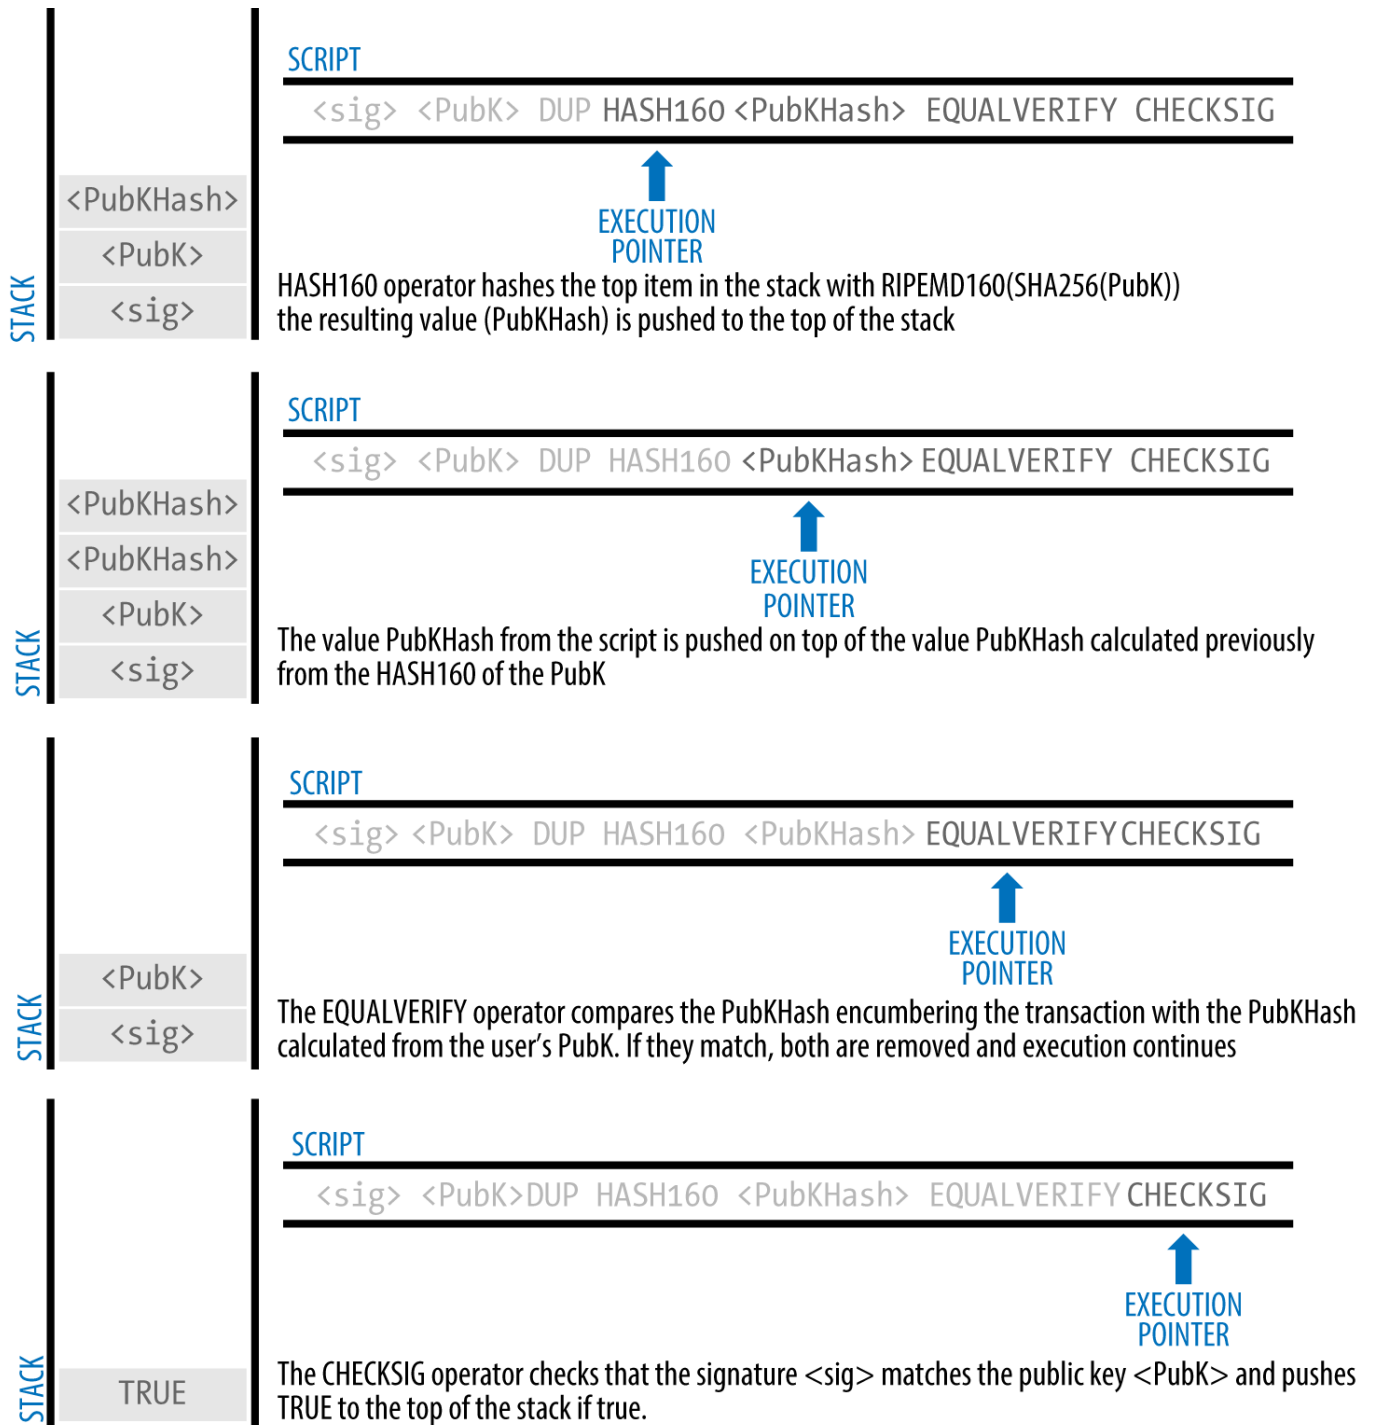 SCRIPT
<sig> <PubK> DUP HASH160 <PubKHash> EQUALVERIFY CHECKSIG
EXECUTION
POINTER
<PubKHash>
<PubK>
<sig>
STACK
HASH160 operator hashes the top item in the stack with RIPEMD160(SHA256(PubK))
the resulting value (PubKHash) is pushed to the top of the stack
SCRIPT
<sig> <PubK> DUP HASH160 <PubKHash> EQUALVERIFY CHECKSIG
EXECUTION
POINTER
<PubKHash>
<PubKHash>
<PubK>
<sig>
STACK
The value PubKHash from the script is pushed on top of the value PubKHash calculated previously
from the HASH160 of the PubK
SCRIPT
<sig> <PubK> DUP HASH160 <PubKHash> EQUALVERIFY CHECKSIG
EXECUTION
POINTER
<PubK>
<sig>
STACK
The EQUALVERIFY operator compares the PubKHash encumbering the transaction with the PubKHash
calculated from the user's PubK. If they match, both are removed and execution continues
SCRIPT
<sig> <PubK> DUP HASH160 <PubKHash> EQUALVERIFY CHECKSIG
EXECUTION
POINTER
TRUE
STACK
The CHECKSIG operator checks that the signature <sig> matches the public key <PubK> and pushes
TRUE to the top of the stack if true.